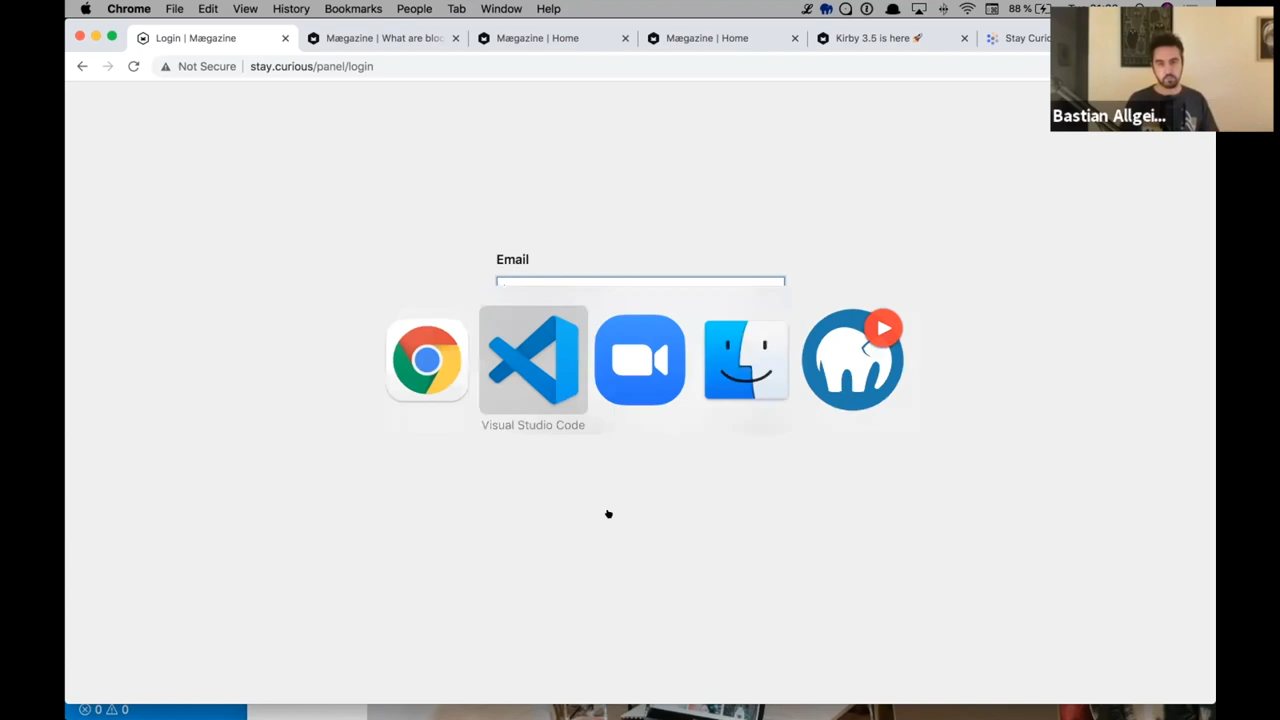 Chrome File Edit View History Bookmarks People Tab Window Help 88 %
Login | Mægazine Mægazine | What are bloc Mægazine | Home Mægazine | Home Kirby 3.5 is here 🚀 Stay Curio
Not Secure stay.curious/panel/login
Bastian Allgei...
Email
Visual Studio Code
0 0